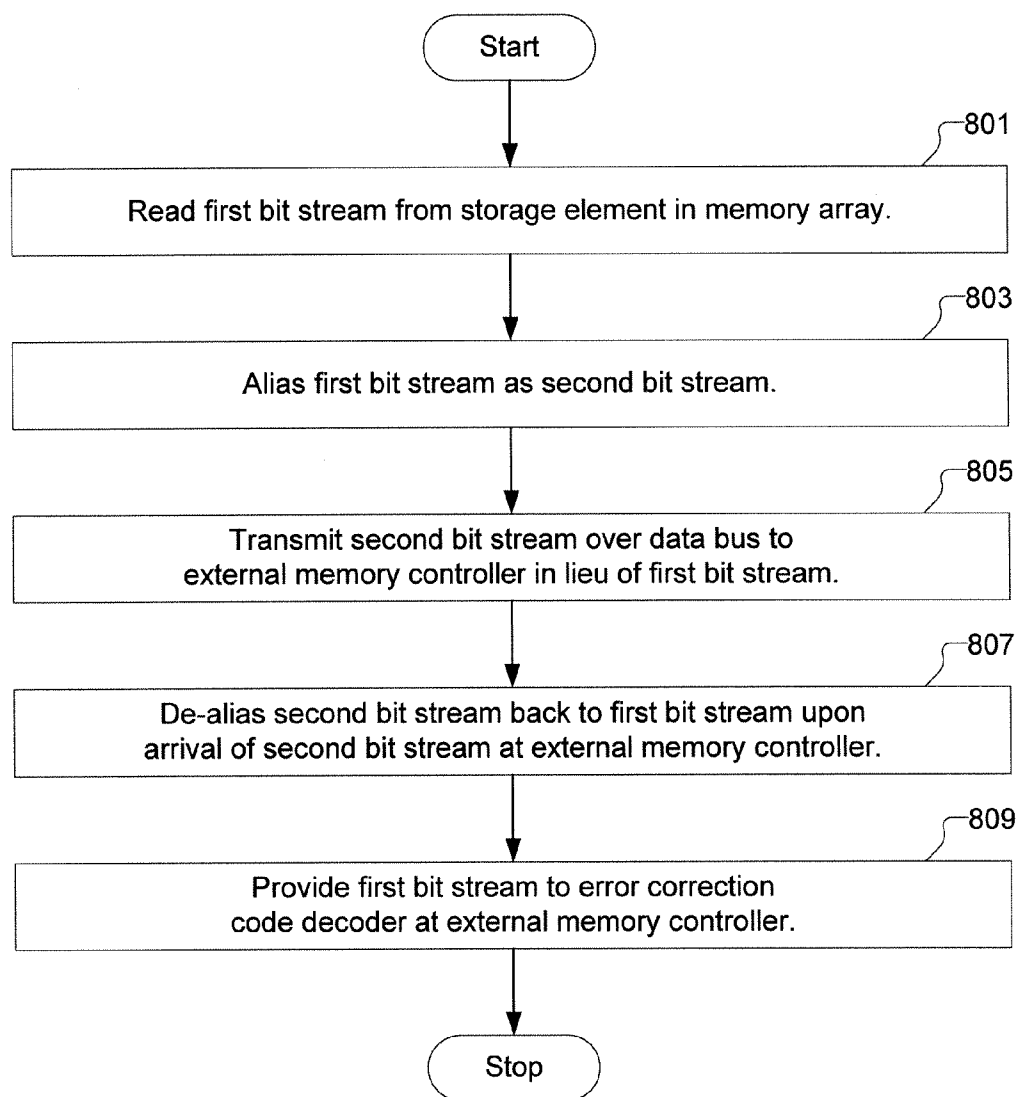 Start
801
Read first bit stream from storage element in memory array.
803
Alias first bit stream as second bit stream.
805
Transmit second bit stream over data bus to
external memory controller in lieu of first bit stream.
807
De-alias second bit stream back to first bit stream upon
arrival of second bit stream at external memory controller.
809
Provide first bit stream to error correction
code decoder at external memory controller.
Stop